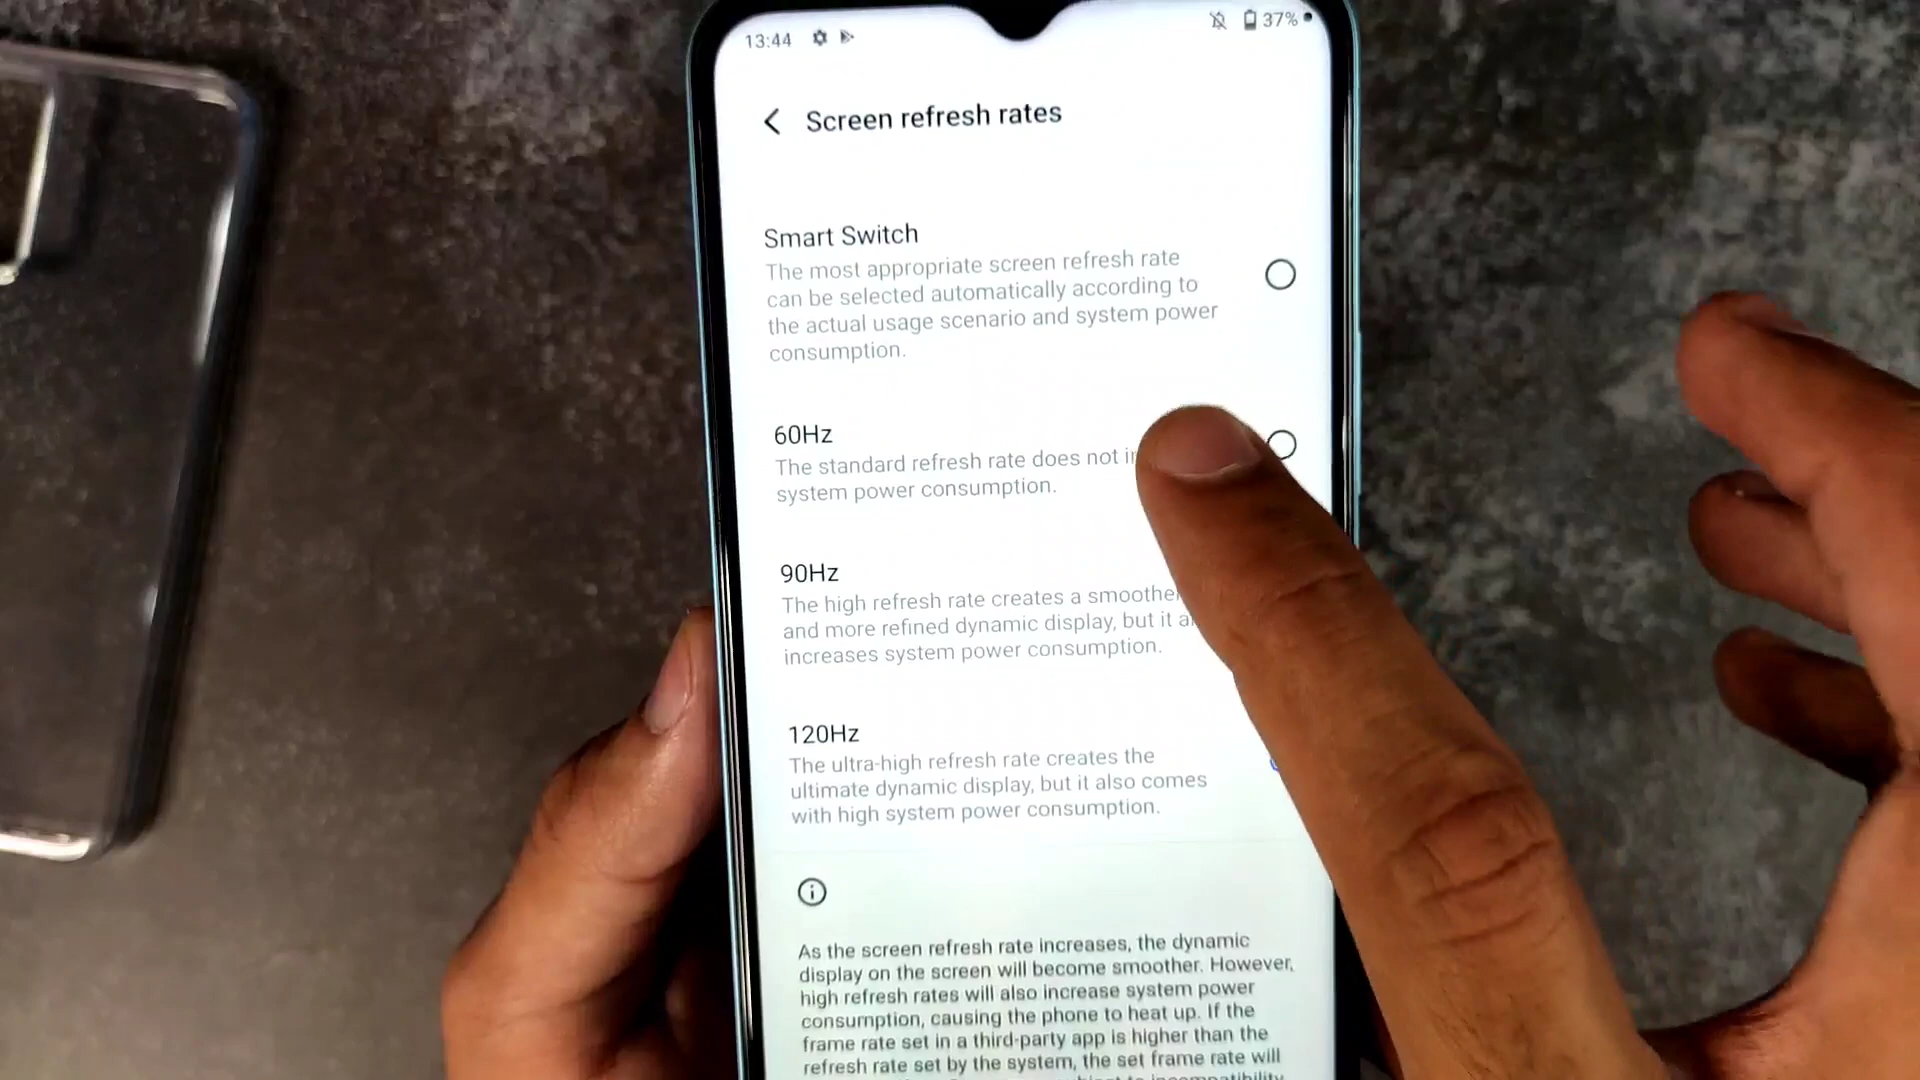 13:44
37%
Screen refresh rates
Smart Switch
The most appropriate screen refresh rate
can be selected automatically according to
the actual usage scenario and system power
consumption.
60Hz
The standard refresh rate does not
system power consumption.
90Hz
The high refresh rate creates a smoother
and more refined dynamic display, but it
increases system power consumption.
120Hz
The ultra-high refresh rate creates the
ultimate dynamic display, but it also comes
with high system power consumption.
As the screen refresh rate increases, the dynamic
display on the screen will become smoother. However,
high refresh rates will also increase system power
consumption, causing the phone to heat up. If the
frame rate set in a third-party app is higher than the
refresh rate set by the system, the set frame rate will